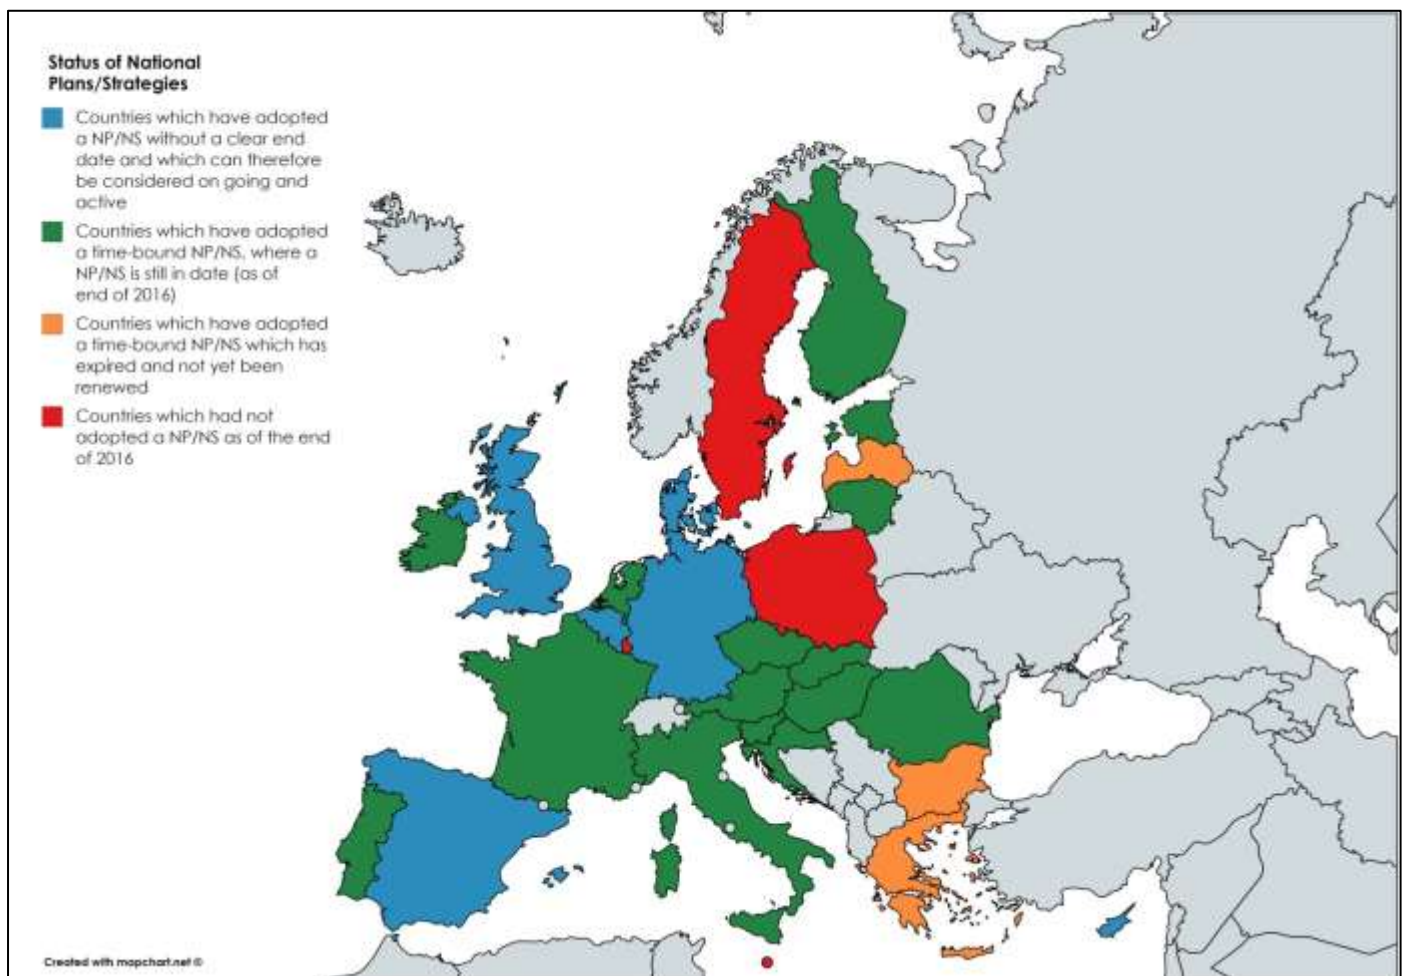 Status of National
Plans/Strategies
Countries which have adopted
a NP/NS without a clear end
date and which can therefore
be considered on going and
active
Countries which have adopted
a time-bound NP/NS, where a
NP/NS is still in date (as of
end of 2016)
Countries which have adopted
a time-bound NP/NS which has
expired and not yet been
renewed
Countries which had not
adopted a NP/NS as of the end
of 2016
Created with mapchart.net ©